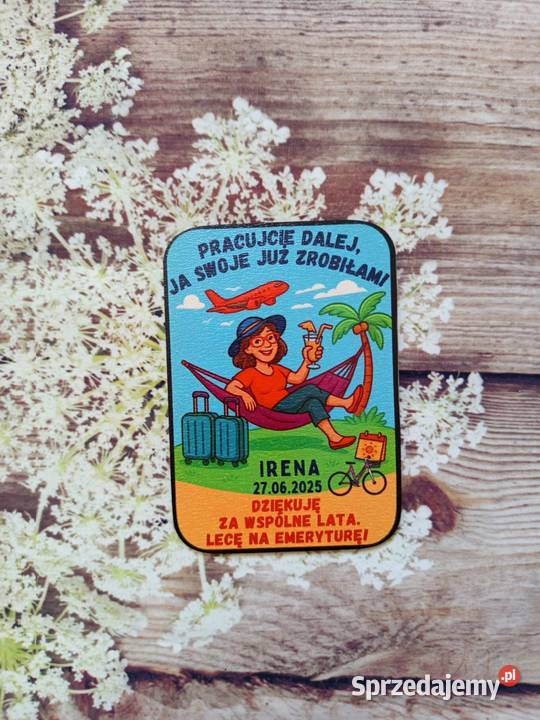 PRACUJCIE DALEJ,
JA SWOJE JUŻ ZROBIŁAM!
IRENA
27.06.2025
DZIĘKUJĘ
ZA WSPÓLNE LATA.
LECĘ NA EMERYTURĘ!
Sprzedajemy.pl